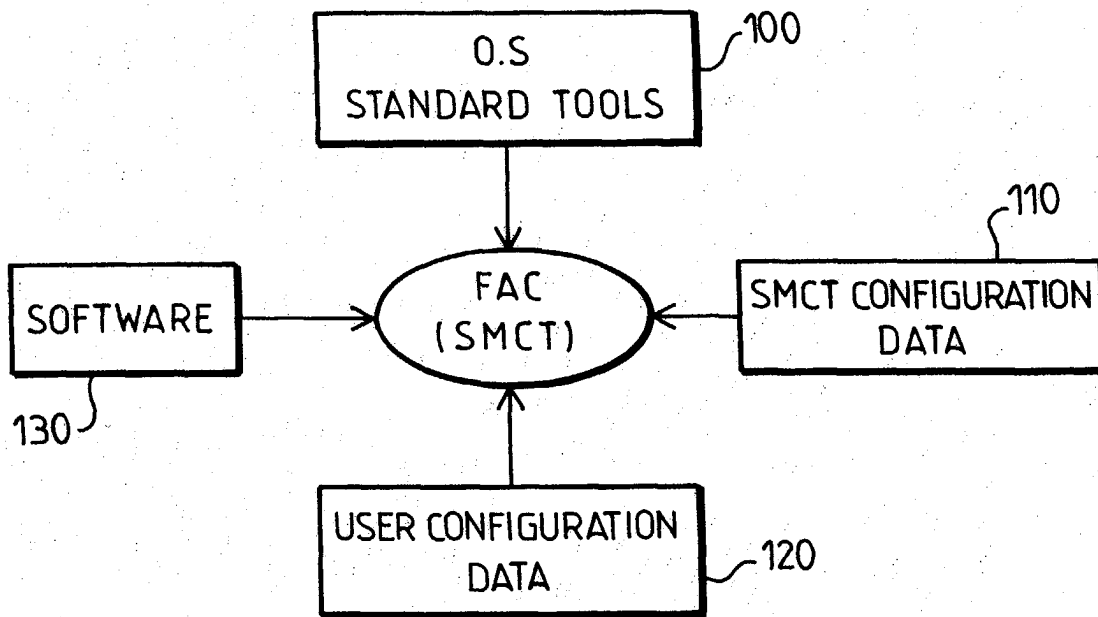 100
O.S
STANDARD TOOLS
110
FAC
(SMCT)
SOFTWARE
SMCT CONFIGURATION
DATA
130
USER CONFIGURATION
DATA
120